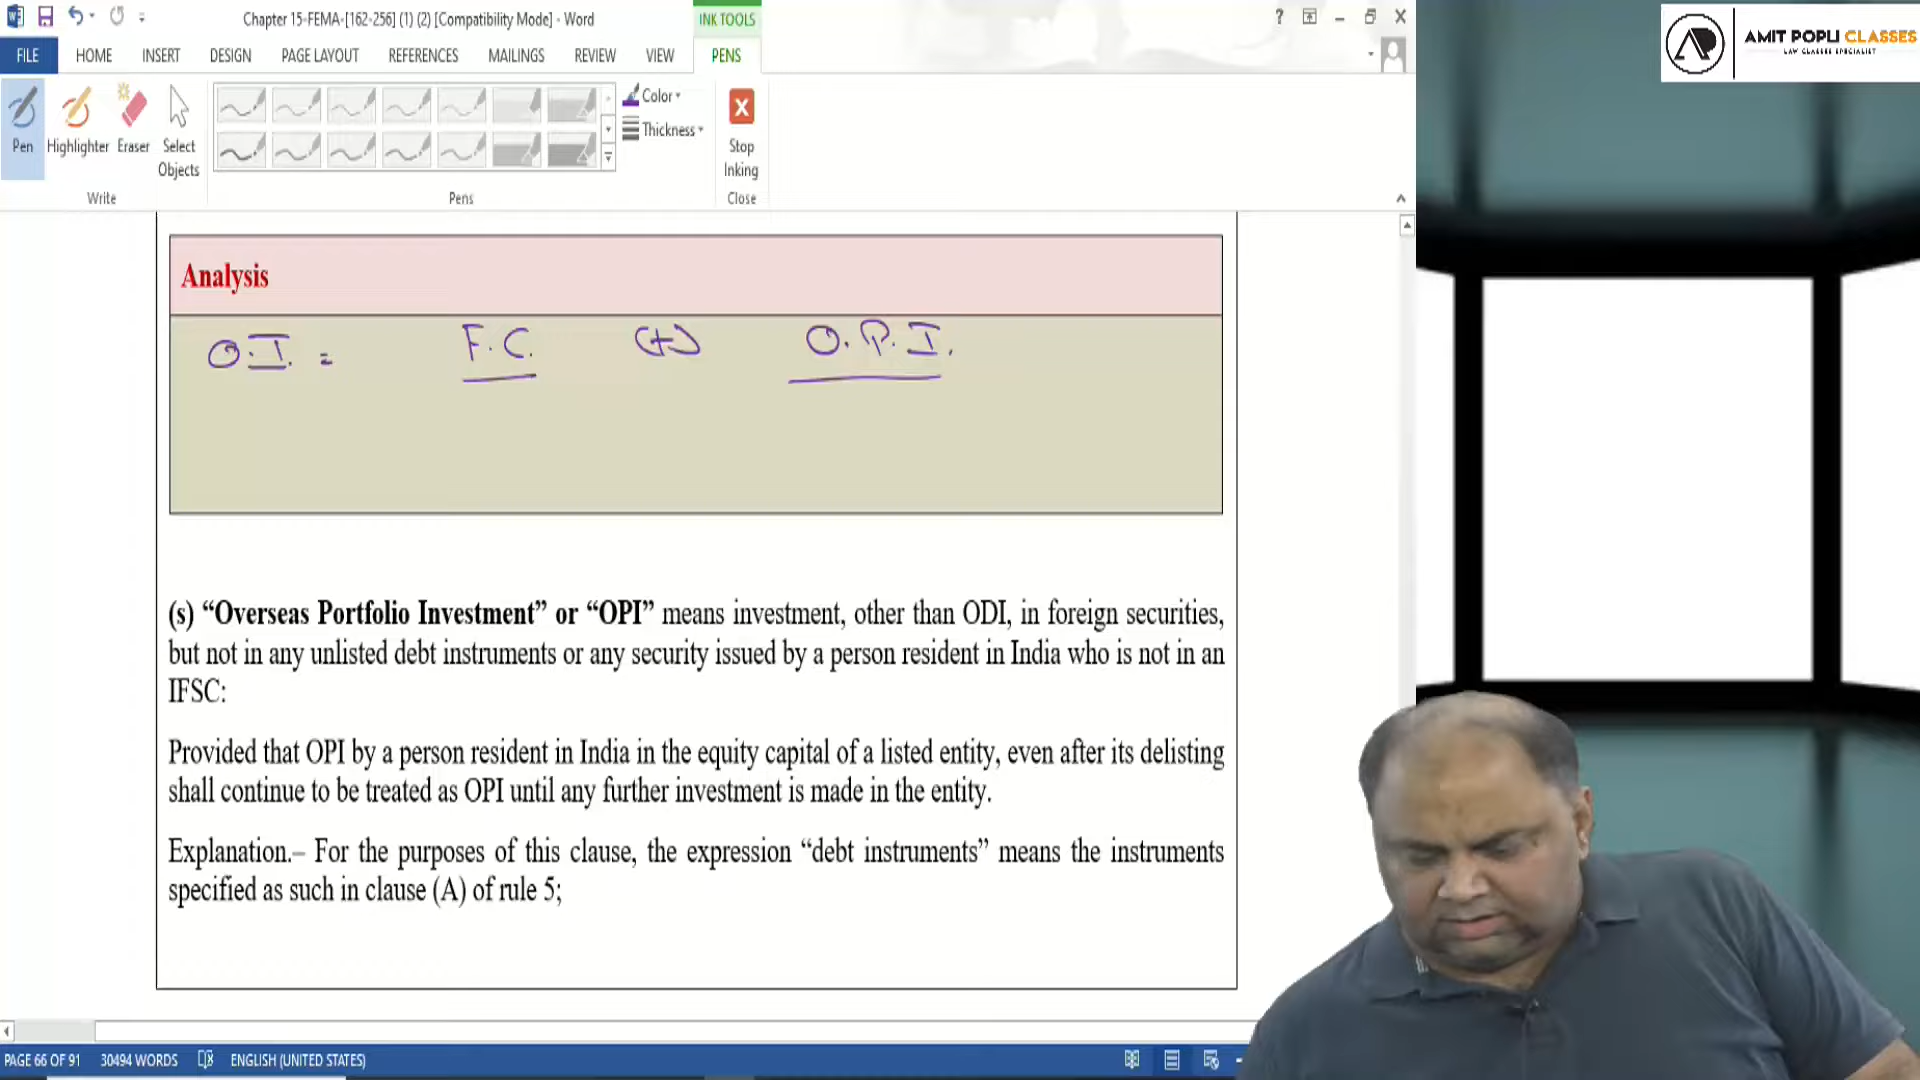 Chapter 15-FEMA-[162-256] (1) (2) [Compatibility Mode] - Word
INK TOOLS
?
AMIT POPLI CLASSES
LAW CLASSES SPECIALIST
FILE HOME INSERT DESIGN PAGE LAYOUT REFERENCES MAILINGS REVIEW VIEW PENS
Pen Highlighter Eraser Select Objects
Color
Thickness
Stop Inking
Write Pens Close
Analysis
O.I. = F.C. (+) O.P.I.
(s) “Overseas Portfolio Investment” or “OPI” means investment, other than ODI, in foreign securities,
but not in any unlisted debt instruments or any security issued by a person resident in India who is not in an
IFSC:
Provided that OPI by a person resident in India in the equity capital of a listed entity, even after its delisting
shall continue to be treated as OPI until any further investment is made in the entity.
Explanation.– For the purposes of this clause, the expression “debt instruments” means the instruments
specified as such in clause (A) of rule 5;
PAGE 66 OF 91 30494 WORDS ENGLISH (UNITED STATES)